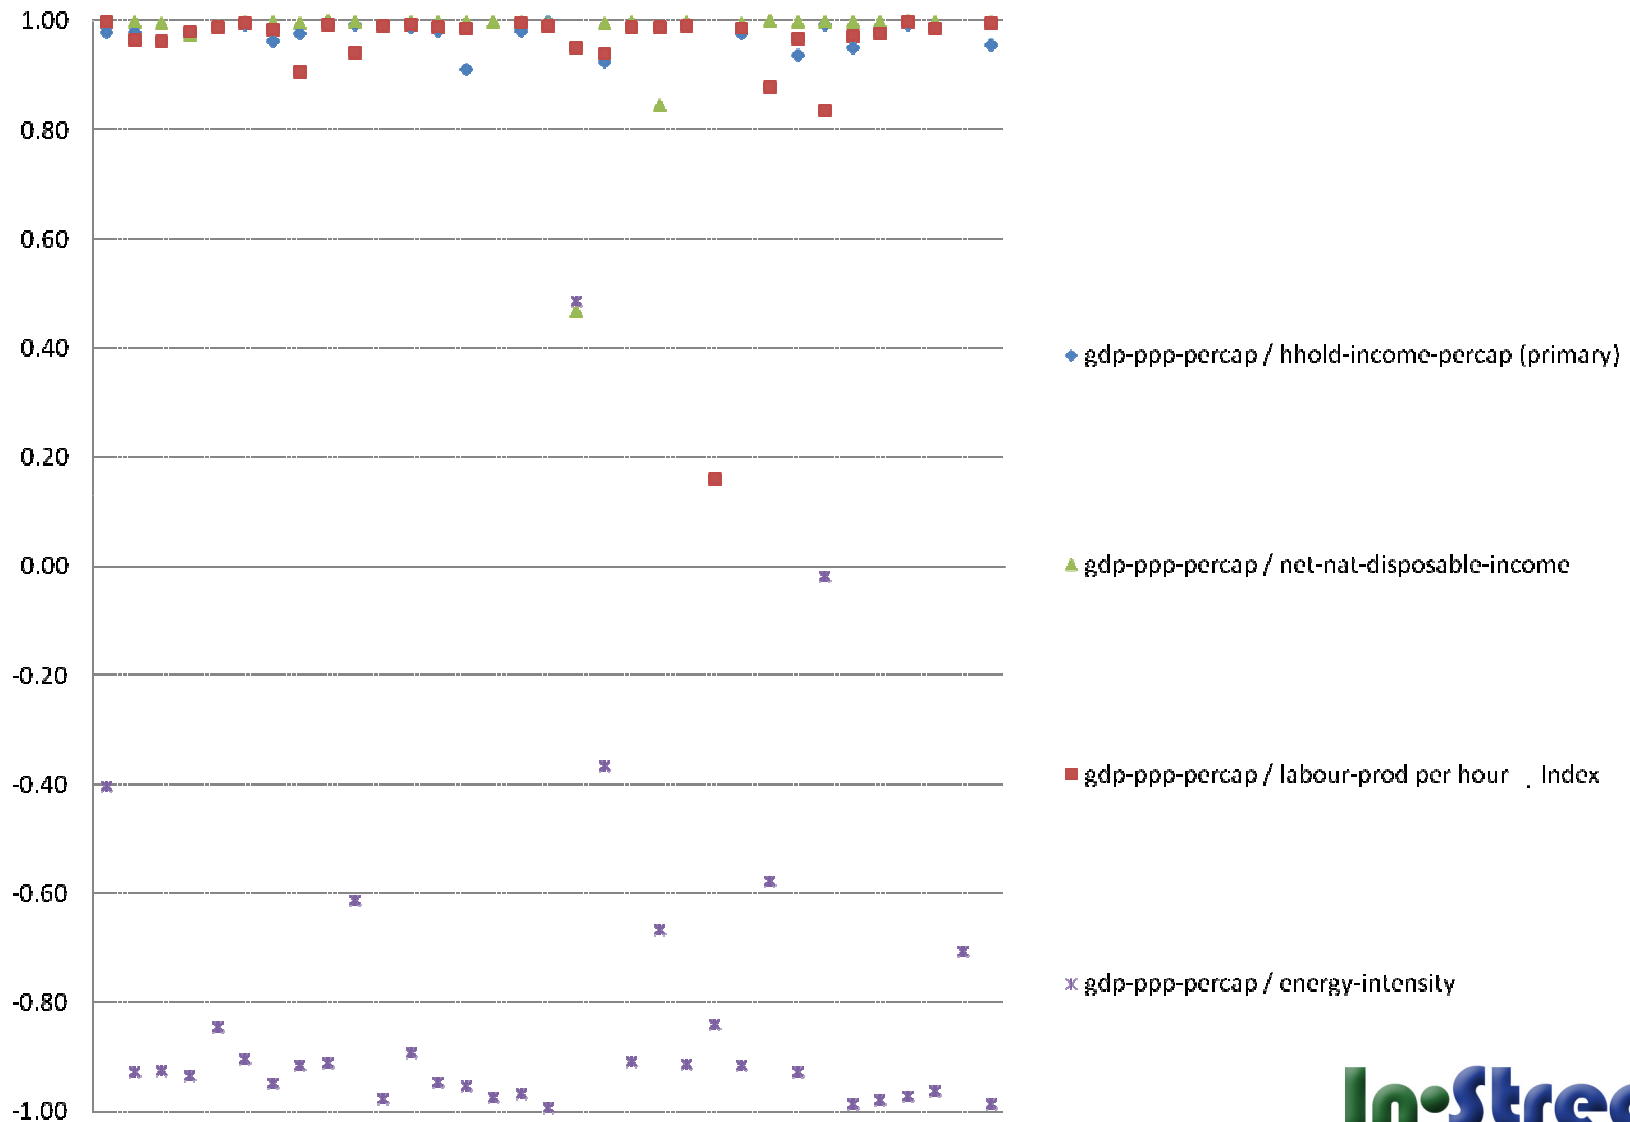 1.00
0.80
0.60
0.40
0.20
0.00
-0.20
-0.40
-0.60
-0.80
-1.00
gdp-ppp-percap / hhold-income-percap (primary)
gdp-ppp-percap / net-nat-disposable-income
gdp-ppp-percap / labour-prod per hour . Index
gdp-ppp-percap / energy-intensity
In•Strea